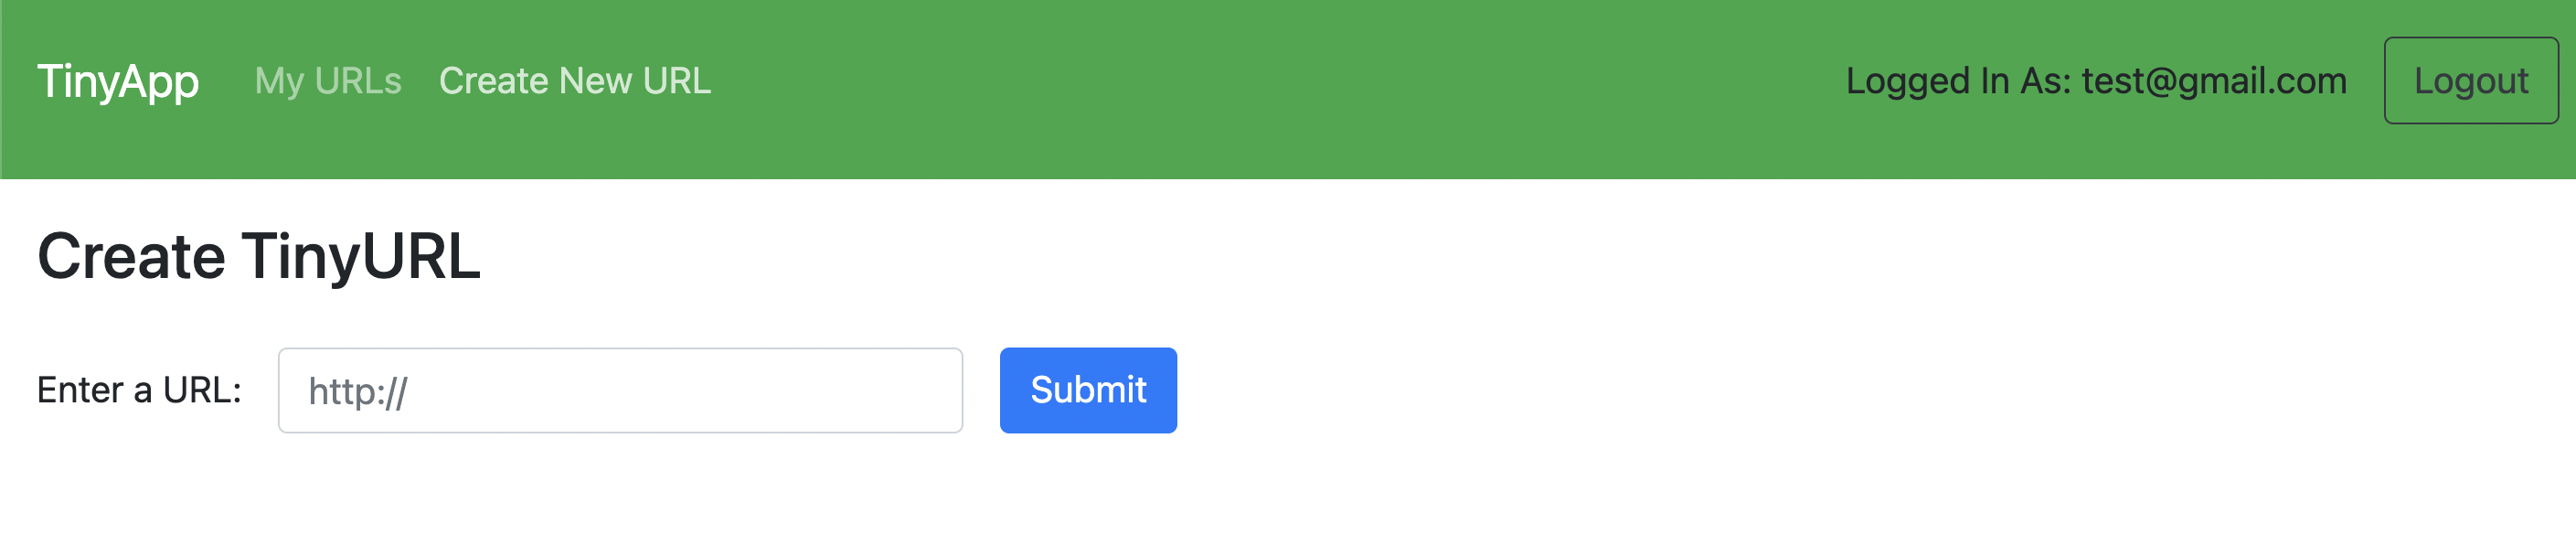 TinyApp My URLs Create New URL Logged In As: test@gmail.com Logout
Create TinyURL
Enter a URL: http:// Submit